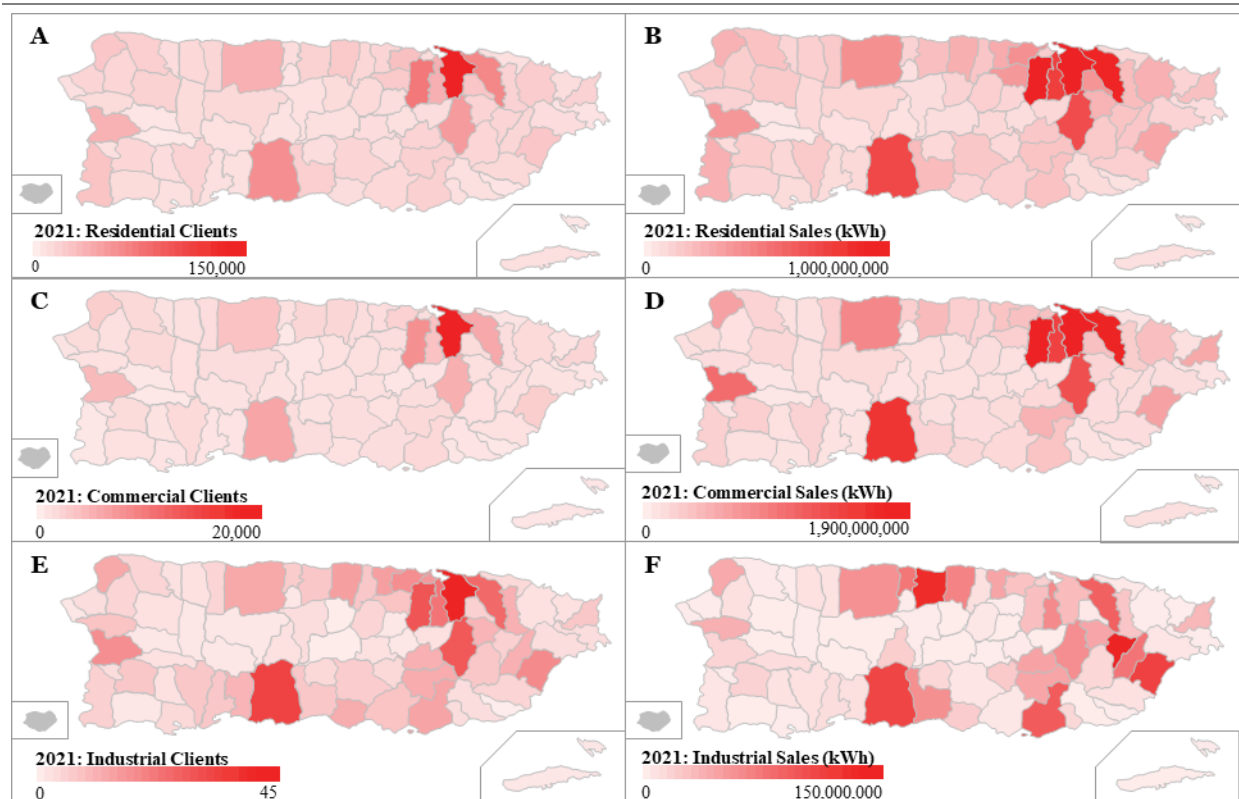 A
2021: Residential Clients
0 150,000
B
2021: Residential Sales (kWh)
0 1,000,000,000
C
2021: Commercial Clients
0 20,000
D
2021: Commercial Sales (kWh)
0 1,900,000,000
E
2021: Industrial Clients
0 45
F
2021: Industrial Sales (kWh)
0 150,000,000